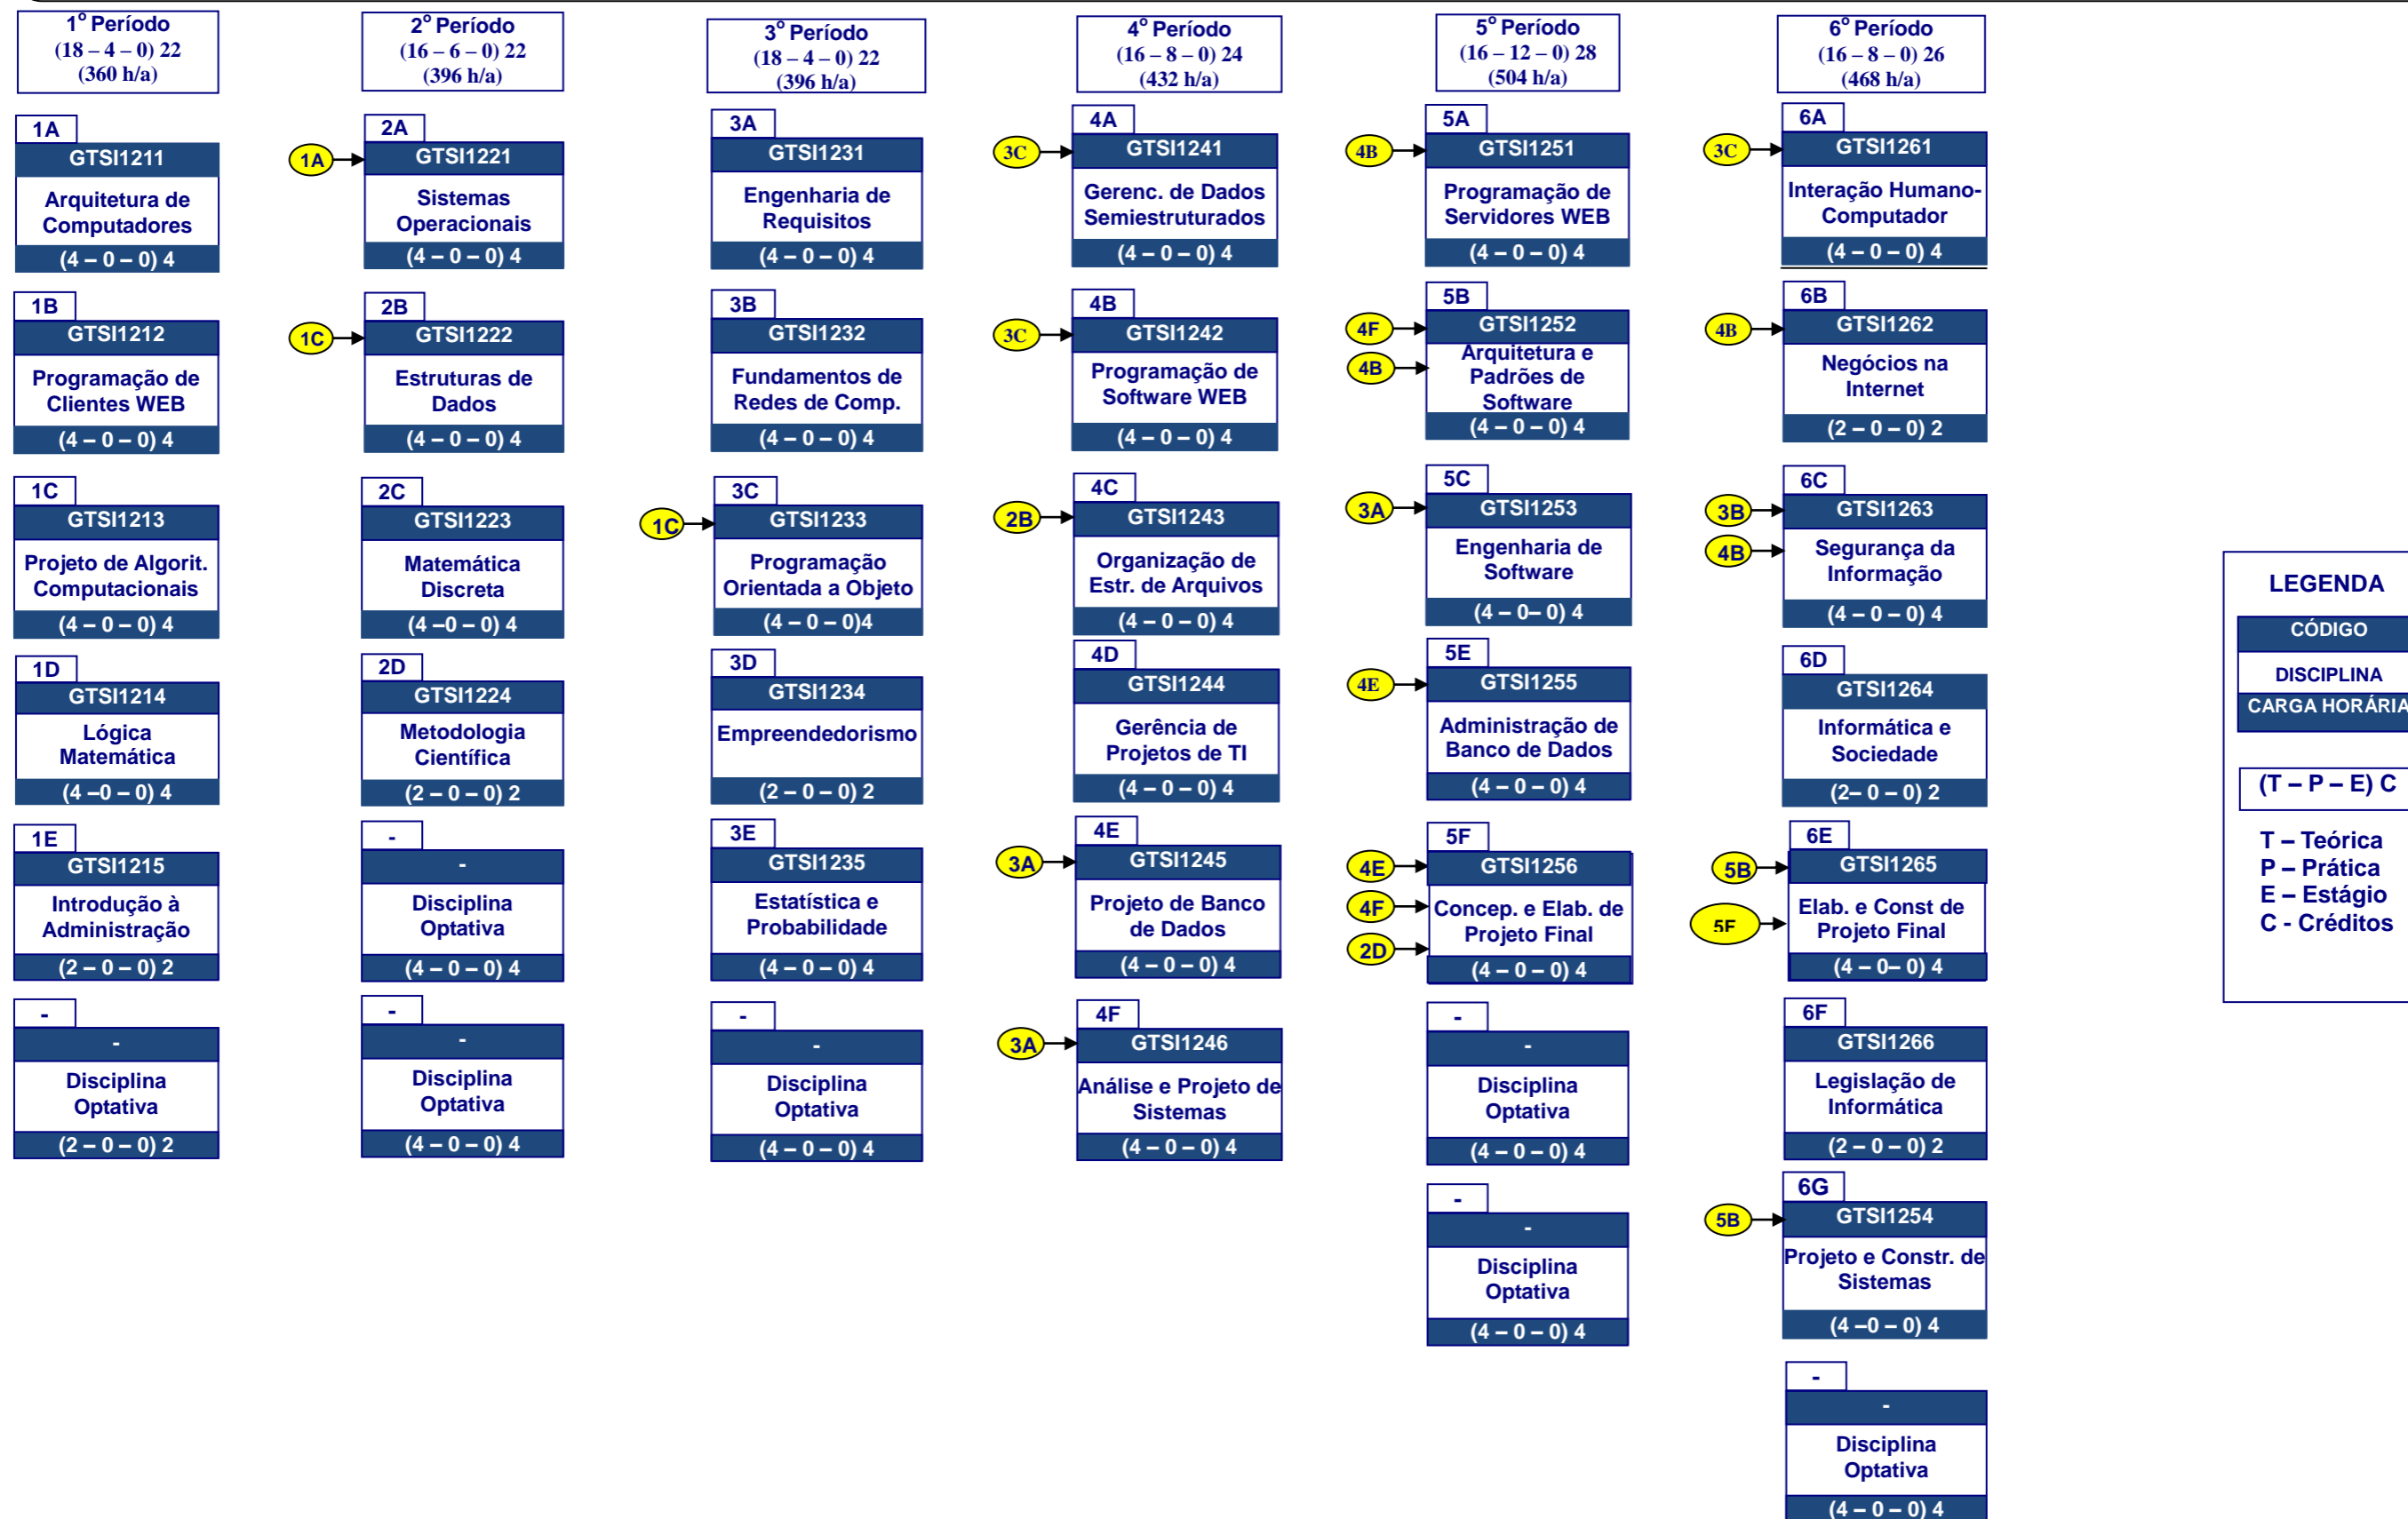 1º Período
(18 – 4 – 0) 22
(360 h/a)
1A
GTSI1211
Arquitetura de
Computadores
(4 – 0 – 0) 4
1B
GTSI1212
Programação de
Clientes WEB
(4 – 0 – 0) 4
1C
GTSI1213
Projeto de Algorit.
Computacionais
(4 – 0 – 0) 4
1D
GTSI1214
Lógica
Matemática
(4 –0 – 0) 4
1E
GTSI1215
Introdução à
Administração
(2 – 0 – 0) 2
-
-
Disciplina
Optativa
(2 – 0 – 0) 2
2º Período
(16 – 6 – 0) 22
(396 h/a)
2A
1A
GTSI1221
Sistemas
Operacionais
(4 – 0 – 0) 4
2B
1C
GTSI1222
Estruturas de
Dados
(4 – 0 – 0) 4
2C
GTSI1223
Matemática
Discreta
(4 –0 – 0) 4
2D
GTSI1224
Metodologia
Científica
(2 – 0 – 0) 2
-
-
Disciplina
Optativa
(4 – 0 – 0) 4
-
-
Disciplina
Optativa
(4 – 0 – 0) 4
3º Período
(18 – 4 – 0) 22
(396 h/a)
3A
GTSI1231
Engenharia de
Requisitos
(4 – 0 – 0) 4
3B
GTSI1232
Fundamentos de
Redes de Comp.
(4 – 0 – 0) 4
3C
1C
GTSI1233
Programação
Orientada a Objeto
(4 – 0 – 0)4
3D
GTSI1234
Empreendedorismo
(2 – 0 – 0) 2
3E
GTSI1235
Estatística e
Probabilidade
(4 – 0 – 0) 4
-
-
Disciplina
Optativa
(4 – 0 – 0) 4
4º Período
(16 – 8 – 0) 24
(432 h/a)
4A
3C
GTSI1241
Gerenc. de Dados
Semiestruturados
(4 – 0 – 0) 4
4B
3C
GTSI1242
Programação de
Software WEB
(4 – 0 – 0) 4
4C
2B
GTSI1243
Organização de
Estr. de Arquivos
(4 – 0 – 0) 4
4D
GTSI1244
Gerência de
Projetos de TI
(4 – 0 – 0) 4
4E
3A
GTSI1245
Projeto de Banco
de Dados
(4 – 0 – 0) 4
4F
3A
GTSI1246
Análise e Projeto de
Sistemas
(4 – 0 – 0) 4
5º Período
(16 – 12 – 0) 28
(504 h/a)
5A
4B
GTSI1251
Programação de
Servidores WEB
(4 – 0 – 0) 4
5B
4F
GTSI1252
4B
Arquitetura e
Padrões de
Software
(4 – 0 – 0) 4
5C
3A
GTSI1253
Engenharia de
Software
(4 – 0– 0) 4
5E
4E
GTSI1255
Administração de
Banco de Dados
(4 – 0 – 0) 4
5F
4E
GTSI1256
4F
2D
Concep. e Elab. de
Projeto Final
(4 – 0 – 0) 4
-
-
Disciplina
Optativa
(4 – 0 – 0) 4
-
-
Disciplina
Optativa
(4 – 0 – 0) 4
6º Período
(16 – 8 – 0) 26
(468 h/a)
6A
3C
GTSI1261
Interação Humano-
Computador
(4 – 0 – 0) 4
6B
4B
GTSI1262
Negócios na
Internet
(2 – 0 – 0) 2
6C
3B
GTSI1263
4B
Segurança da
Informação
(4 – 0 – 0) 4
6D
GTSI1264
Informática e
Sociedade
(2– 0 – 0) 2
6E
5B
GTSI1265
5F
Elab. e Const de
Projeto Final
(4 – 0– 0) 4
6F
GTSI1266
Legislação de
Informática
(2 – 0 – 0) 2
6G
5B
GTSI1254
Projeto e Constr. de
Sistemas
(4 –0 – 0) 4
-
-
Disciplina
Optativa
(4 – 0 – 0) 4
LEGENDA
CÓDIGO
DISCIPLINA
CARGA HORÁRIA
(T – P – E) C
T – Teórica
P – Prática
E – Estágio
C - Créditos